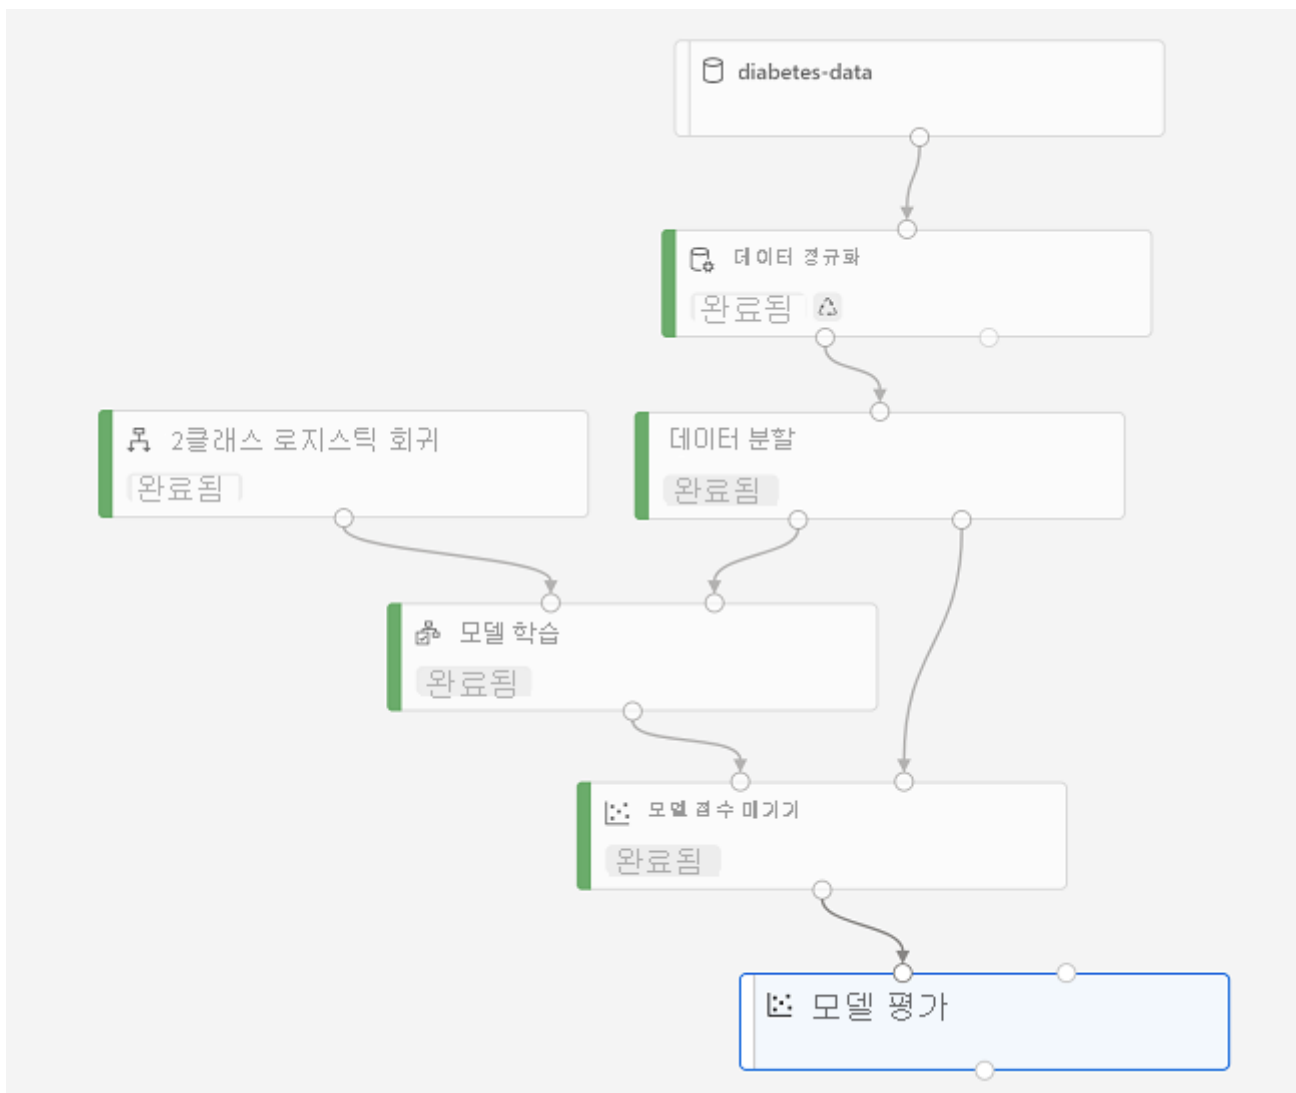 diabetes-data
데이터 정규화
완료됨
2클래스 로지스틱 회귀
완료됨
데이터 분할
완료됨
모델 학습
완료됨
모델 점수 매기기
완료됨
모델 평가